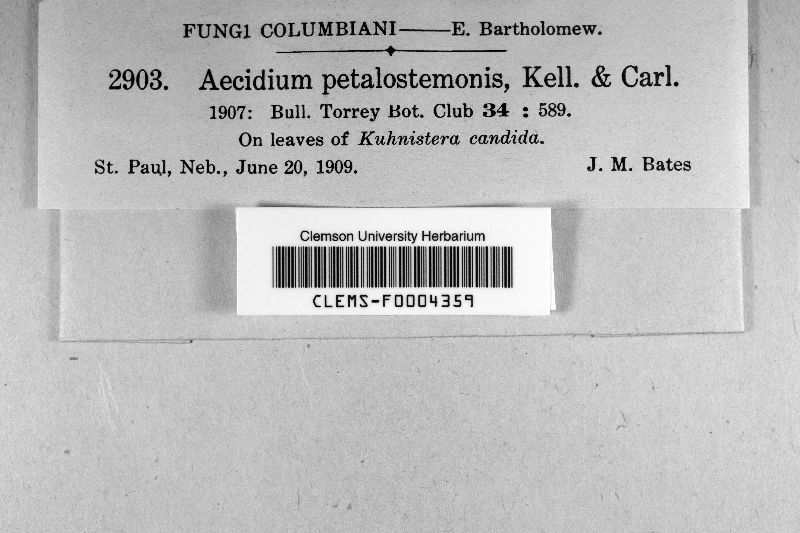 FUNGI COLUMBIANI——E. Bartholomew.
2903. Aecidium petalostemonis, Kell. & Carl.
1907: Bull. Torrey Bot. Club 34 : 589.
On leaves of Kuhnistera candida.
St. Paul, Neb., June 20, 1909. J. M. Bates
Clemson University Herbarium
CLEMS-F0004359